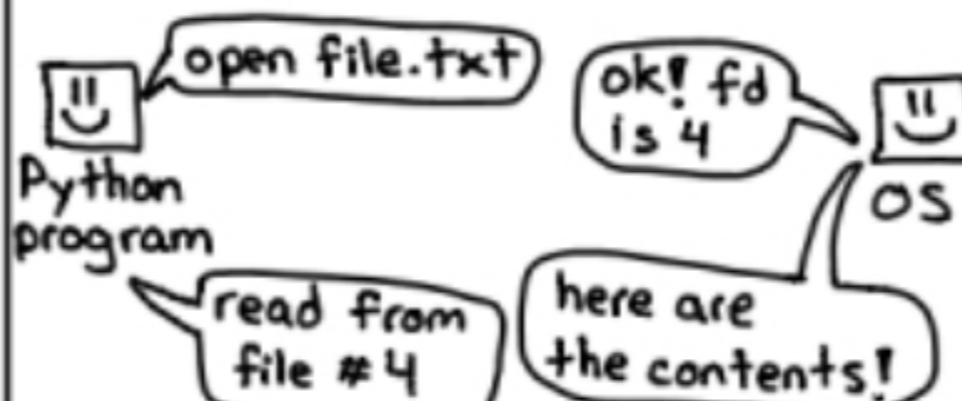 open file.txt
ok! fd
is 4
Python
program
OS
read from
file #4
here are
the contents!